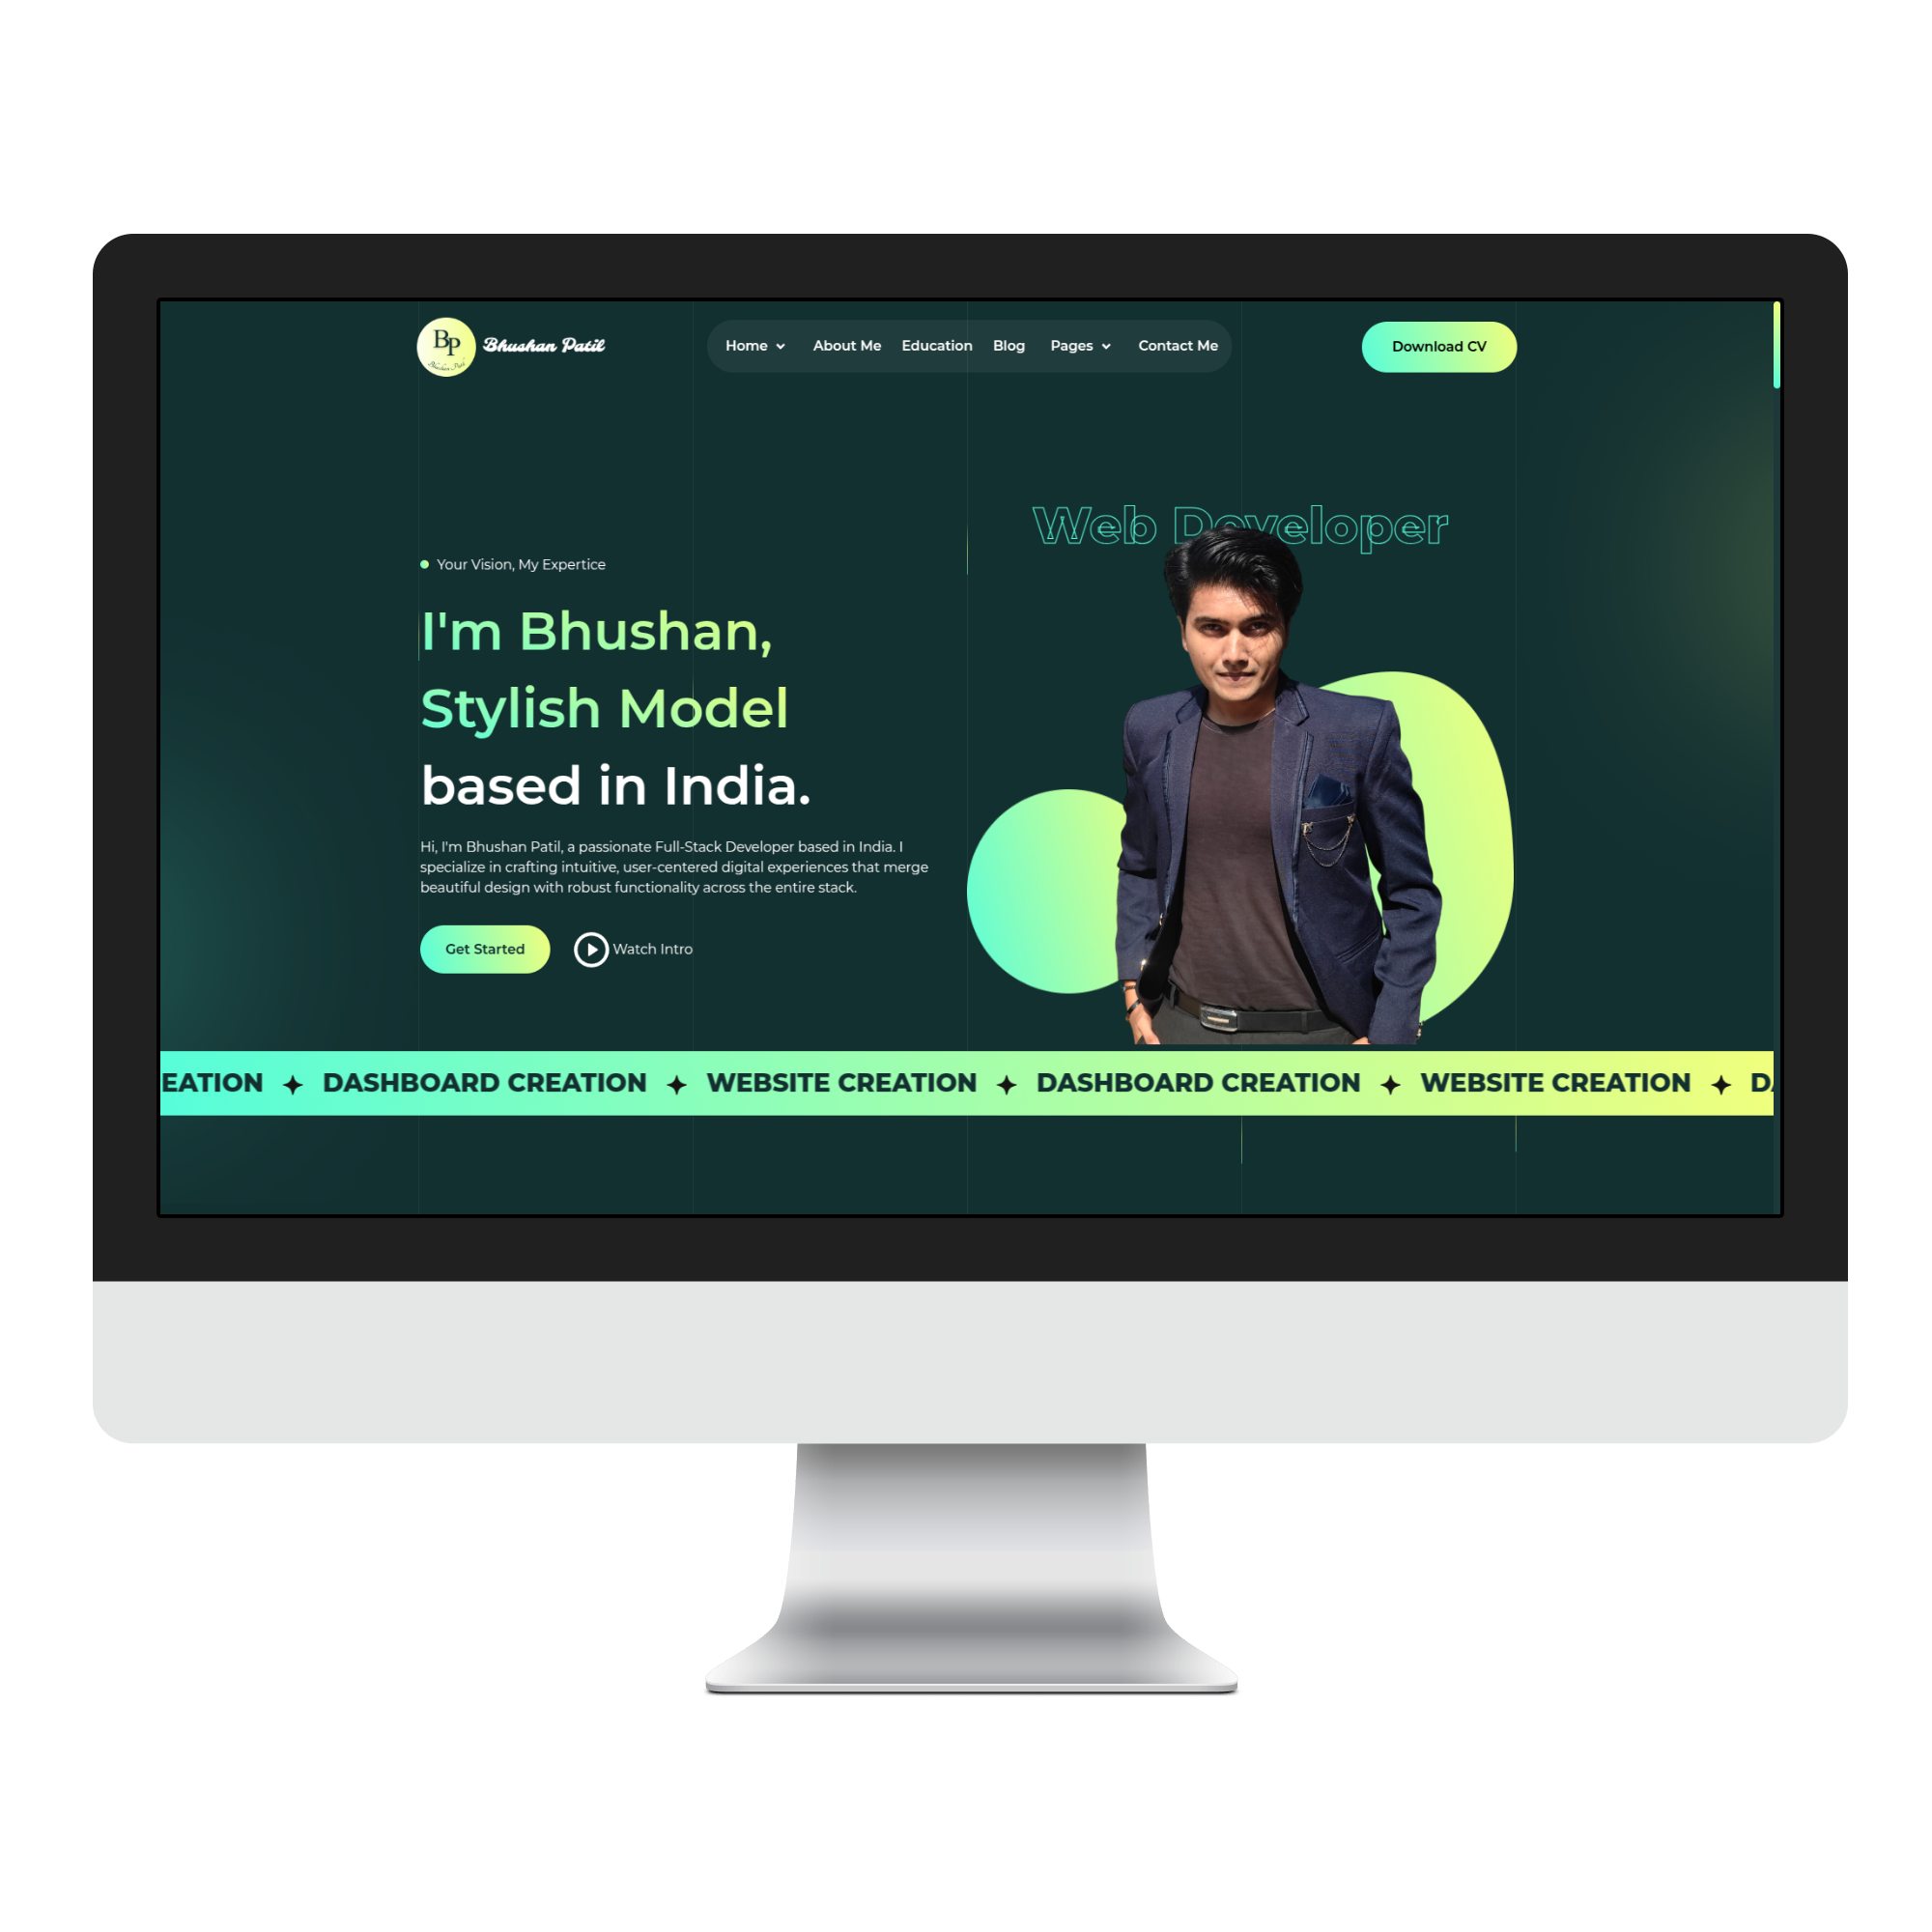 BP
Bhushan Patil
Bhushan Patil
Home
About Me
Education
Blog
Pages
Contact Me
Download CV
Web Developer
Your Vision, My Expertice
I'm Bhushan,
Stylish Model
based in India.
Hi, I'm Bhushan Patil, a passionate Full-Stack Developer based in India. I
specialize in crafting intuitive, user-centered digital experiences that merge
beautiful design with robust functionality across the entire stack.
Get Started
Watch Intro
EATION ✦ DASHBOARD CREATION ✦ WEBSITE CREATION ✦ DASHBOARD CREATION ✦ WEBSITE CREATION ✦ DA